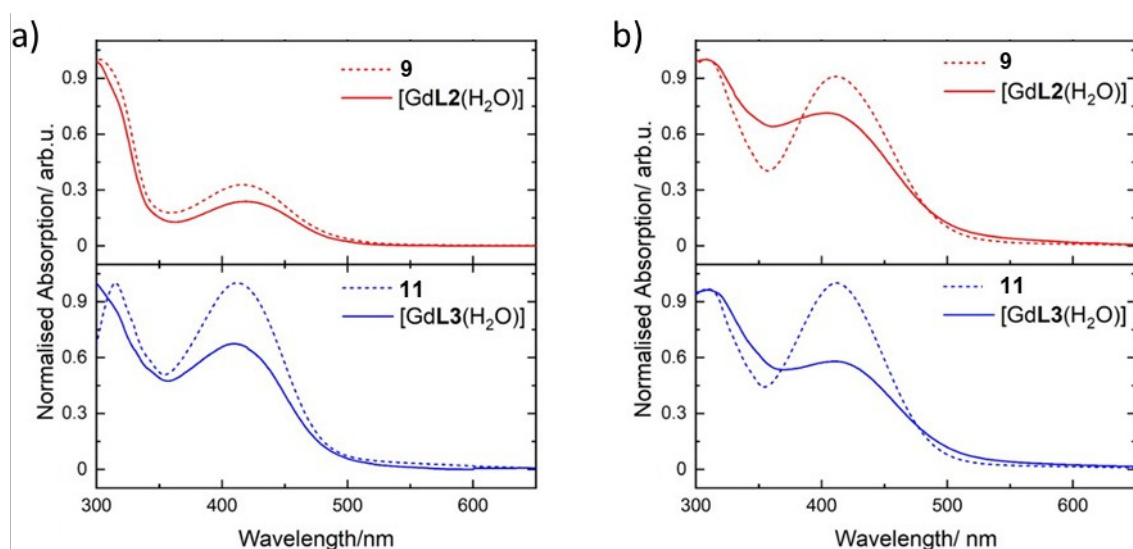 a)
9
[GdL2(H₂O)]
0.9
0.6
0.3
0
11
[GdL3(H₂O)]
0.9
0.6
0.3
0
Normalised Absorption/ arb.u.
300 400 500 600
Wavelength/nm
b)
9
[GdL2(H₂O)]
0.9
0.6
0.3
0
11
[GdL3(H₂O)]
0.9
0.6
0.3
0
Normalised Absorption/ arb.u.
300 400 500 600
Wavelength/ nm